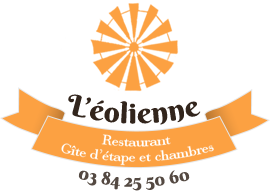 L'éolienne
Restaurant
Gîte d'étape et chambres
03 84 25 50 60